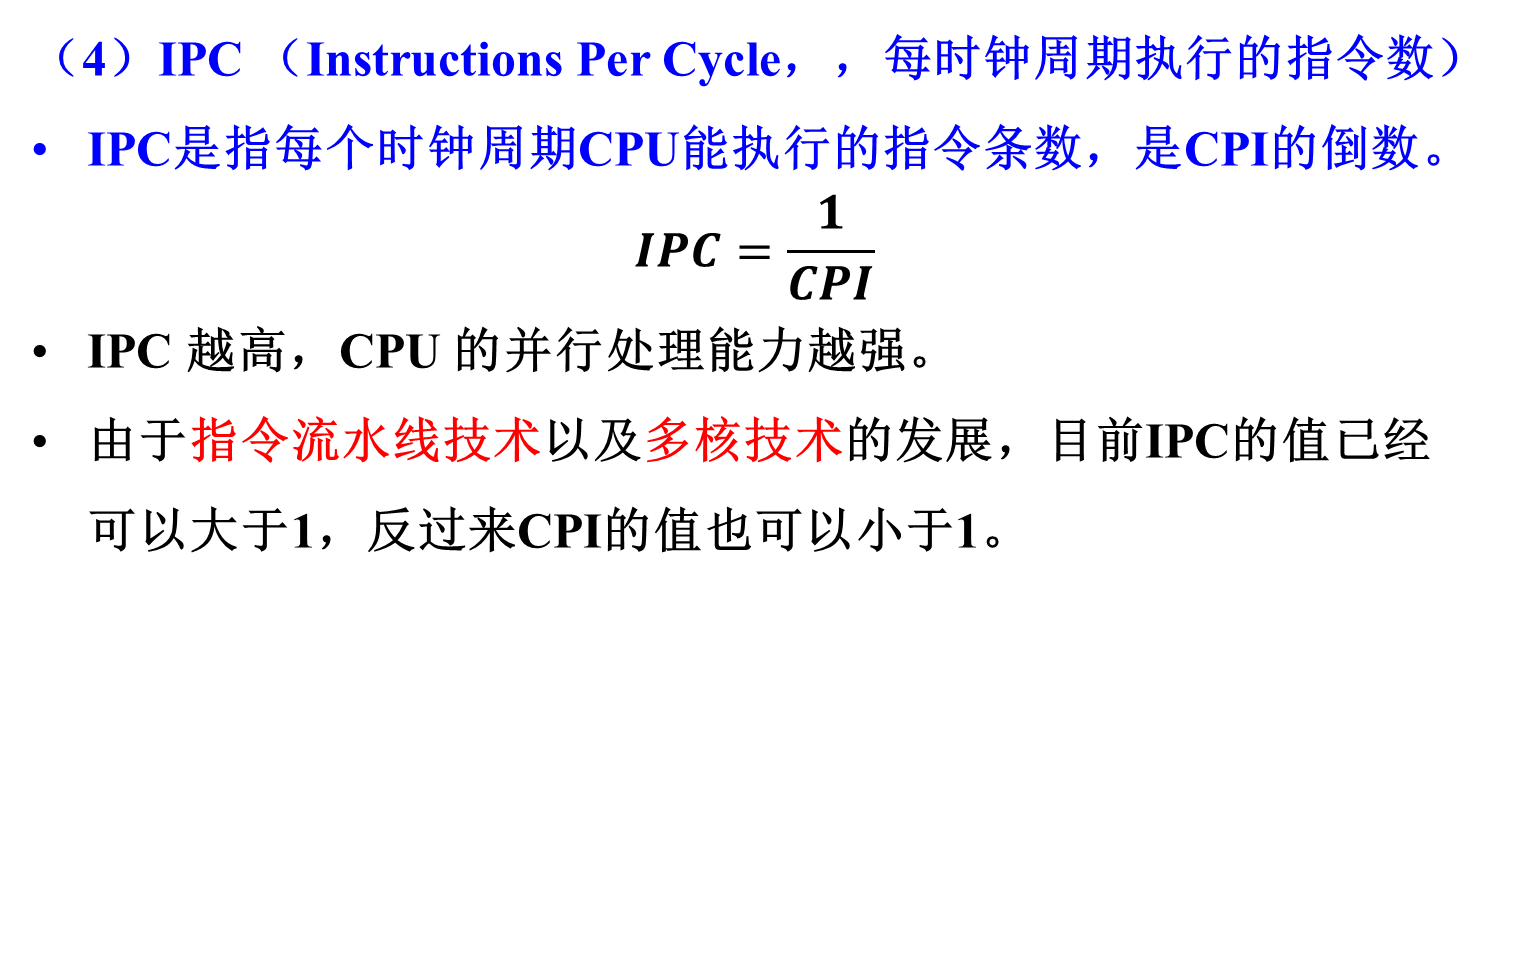 （4）IPC （Instructions Per Cycle，，每时钟周期执行的指令数）
• IPC是指每个时钟周期CPU能执行的指令条数，是CPI的倒数。
IPC = 1/CPI
• IPC 越高，CPU 的并行处理能力越强。
• 由于指令流水线技术以及多核技术的发展，目前IPC的值已经
可以大于1，反过来CPI的值也可以小于1。